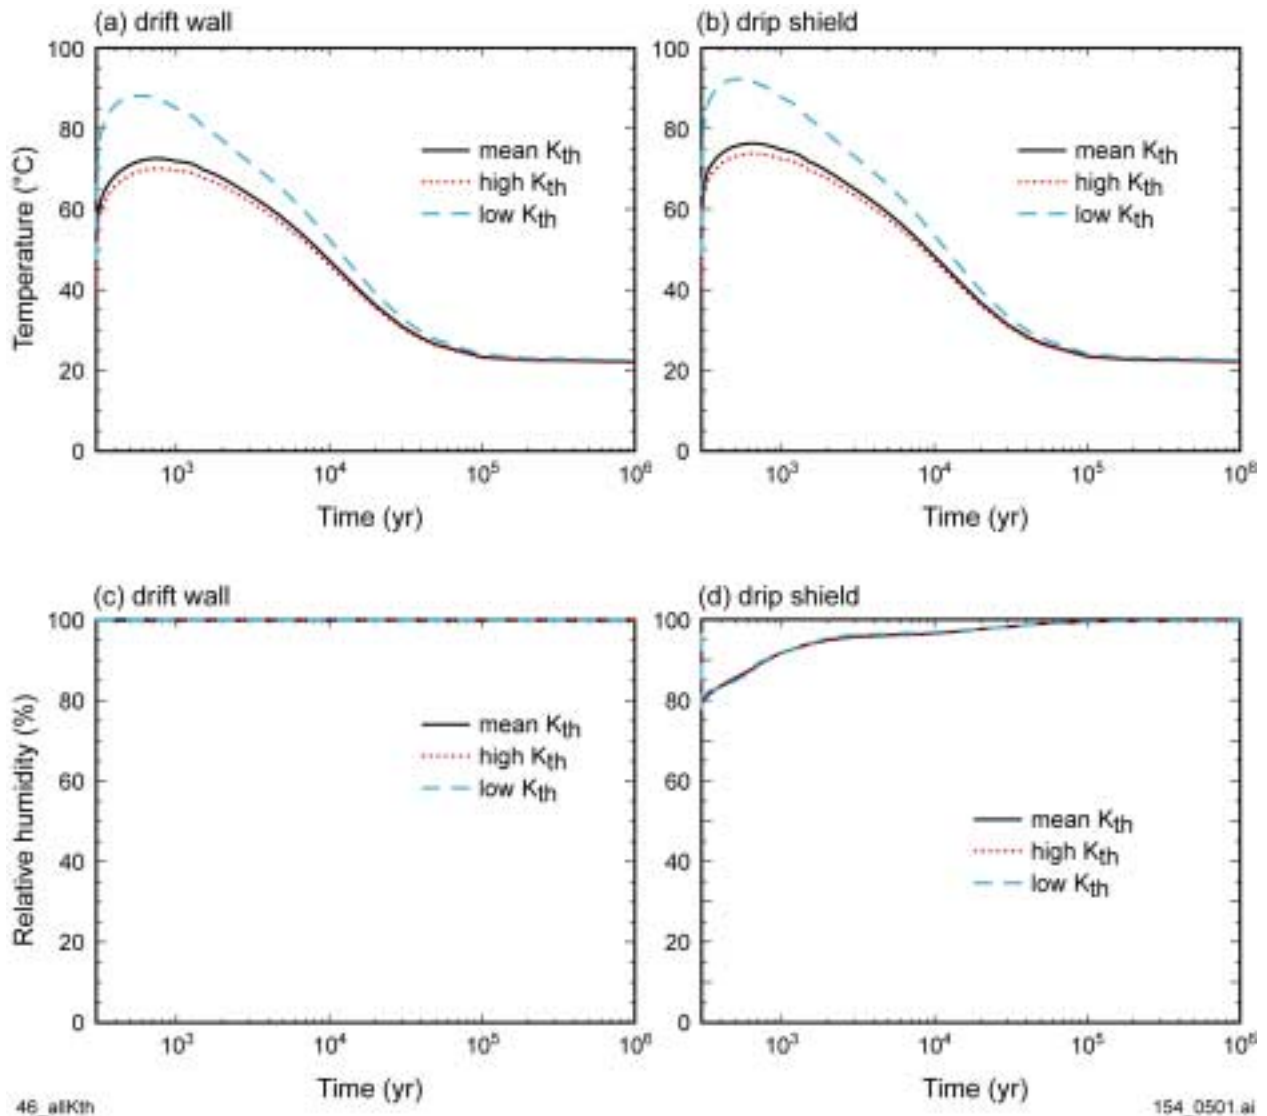 (a) drift wall
100
80
60
40
20
0
Temperature (°C)
mean Kth
high Kth
low Kth
10³ 10⁴ 10⁵ 10⁶
Time (yr)
(b) drip shield
100
80
60
40
20
0
mean Kth
high Kth
low Kth
10³ 10⁴ 10⁵ 10⁶
Time (yr)
(c) drift wall
100
80
60
40
20
0
Relative humidity (%)
mean Kth
high Kth
low Kth
10³ 10⁴ 10⁵ 10⁶
Time (yr)
(d) drip shield
100
80
60
40
20
0
mean Kth
high Kth
low Kth
10³ 10⁴ 10⁵ 10⁶
Time (yr)
46_allKth
154_0501.ai